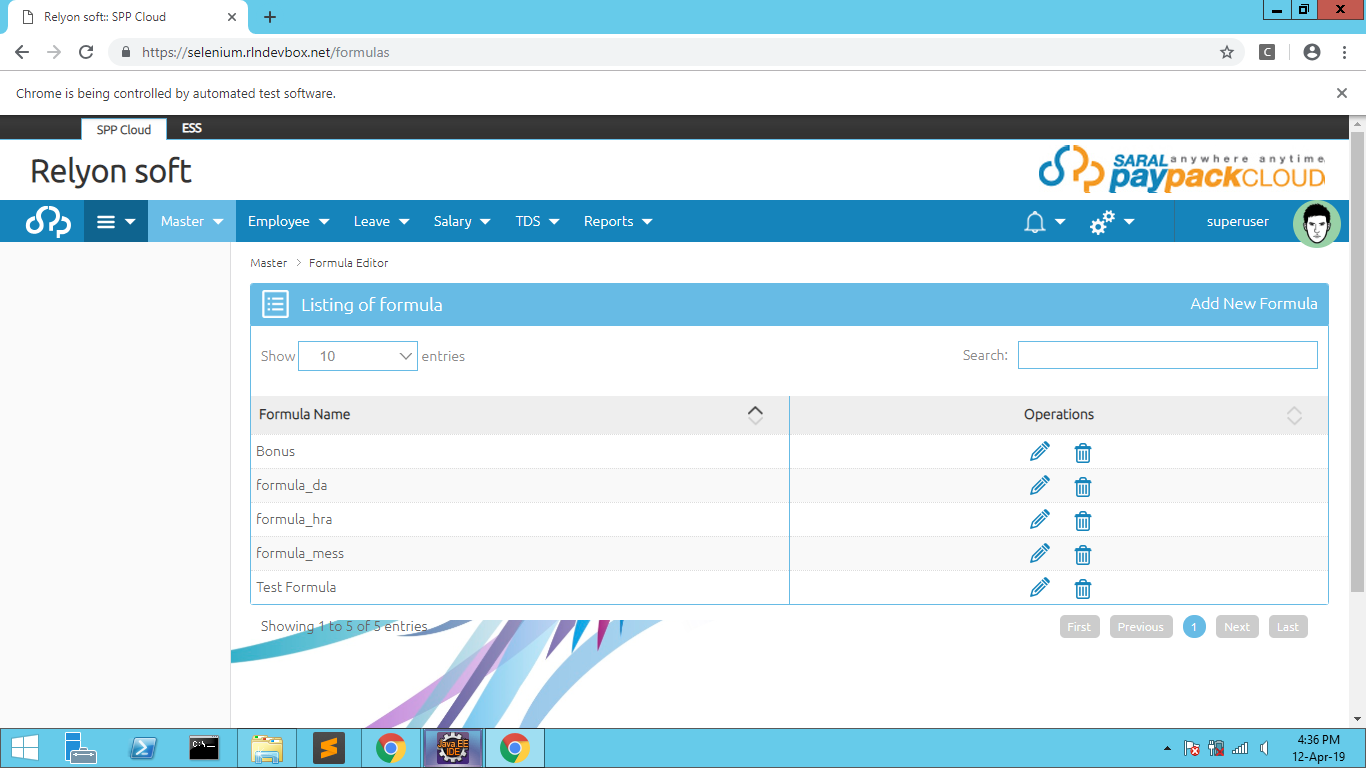 Relyon soft:: SPP Cloud
https://selenium.rlndevbox.net/formulas
C
Chrome is being controlled by automated test software.
SPP Cloud ESS
Relyon soft
SARAL anywhere anytime
paypackCLOUD
Master Employee Leave Salary TDS Reports superuser
Master > Formula Editor
Listing of formula Add New Formula
Show 10 entries Search:
Formula Name Operations
Bonus
formula_da
formula_hra
formula_mess
Test Formula
Showing 1 to 5 of 5 entries First Previous 1 Next Last
C:\.
Java EE
IDE
4:36 PM
12-Apr-19